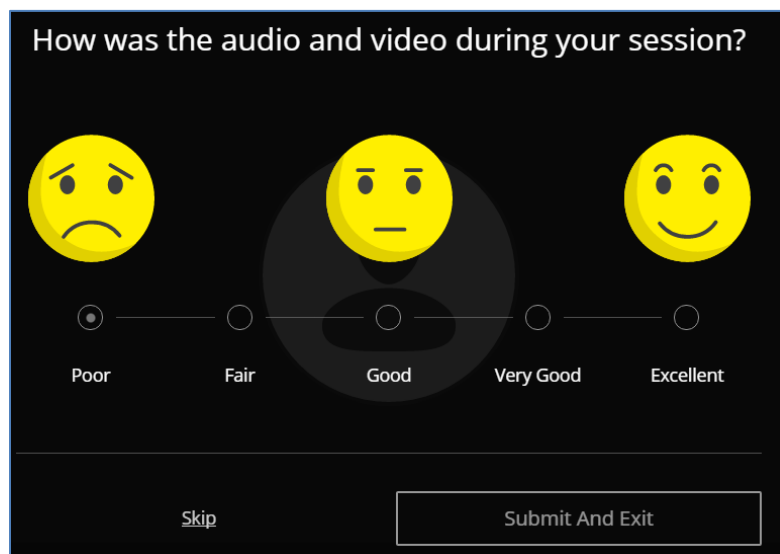 How was the audio and video during your session?
Poor Fair Good Very Good Excellent
Skip Submit And Exit